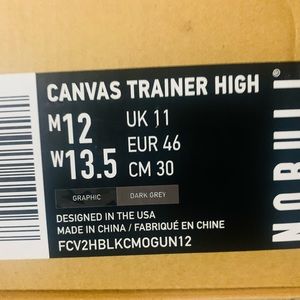 CANVAS TRAINER HIGH
M12
W13.5
UK 11
EUR 46
CM 30
GRAPHIC
DARK GREY
DESIGNED IN THE USA
MADE IN CHINA / FABRIQUÉ EN CHINE
FCV2HBLKCMOGUN12
NOBULL®